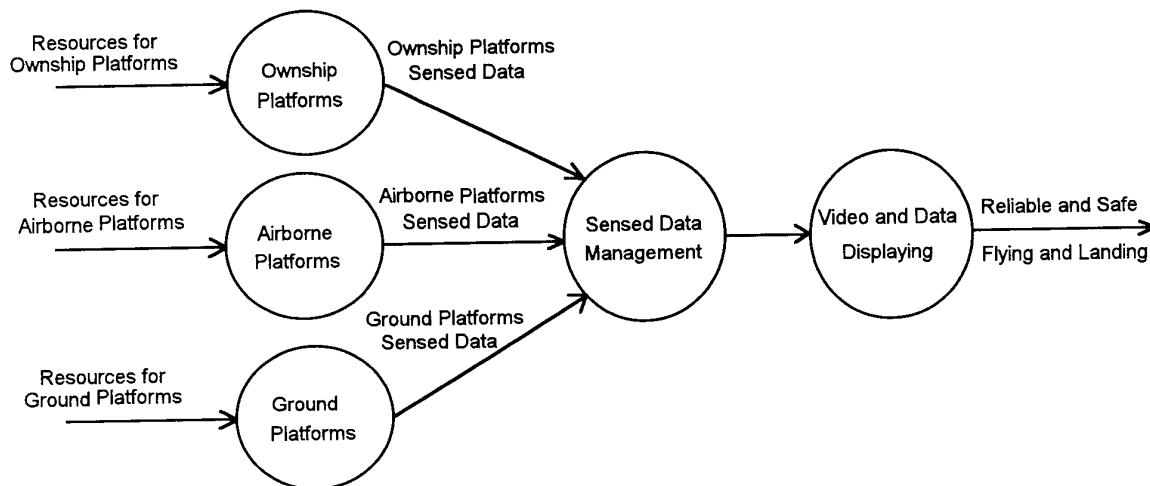 Resources for
Ownship Platforms
Ownship
Platforms
Ownship Platforms
Sensed Data
Resources for
Airborne Platforms
Airborne
Platforms
Airborne Platforms
Sensed Data
Resources for
Ground Platforms
Ground
Platforms
Ground Platforms
Sensed Data
Sensed Data
Management
Video and Data
Displaying
Reliable and Safe
Flying and Landing